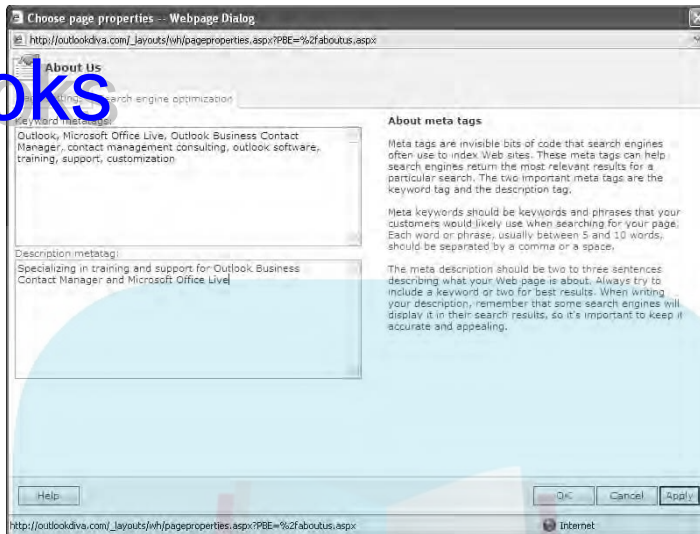 Choose page properties -- Webpage Dialog
http://outlookdiva.com/_layouts/wh/pageproperties.aspx?PBE=%2faboutus.aspx
About Us
oks
earch engine optimization
Keyword metatags:
Outlook, Microsoft Office Live, Outlook Business Contact
Manager, contact management consulting, outlook software,
training, support, customization
Description metatag:
Specializing in training and support for Outlook Business
Contact Manager and Microsoft Office Live
About meta tags
Meta tags are invisible bits of code that search engines
often use to index Web sites. These meta tags can help
search engines return the most relevant results for a
particular search. The two important meta tags are the
keyword tag and the description tag.
Meta keywords should be keywords and phrases that your
customers would likely use when searching for your page.
Each word or phrase, usually between 5 and 10 words,
should be separated by a comma or a space.
The meta description should be two to three sentences
describing what your Web page is about. Always try to
include a keyword or two for best results. When writing
your description, remember that some search engines will
display it in their search results, so it's important to keep it
accurate and appealing.
Help
OK Cancel Apply
http://outlookdiva.com/_layouts/wh/pageproperties.aspx?PBE=%2faboutus.aspx Internet